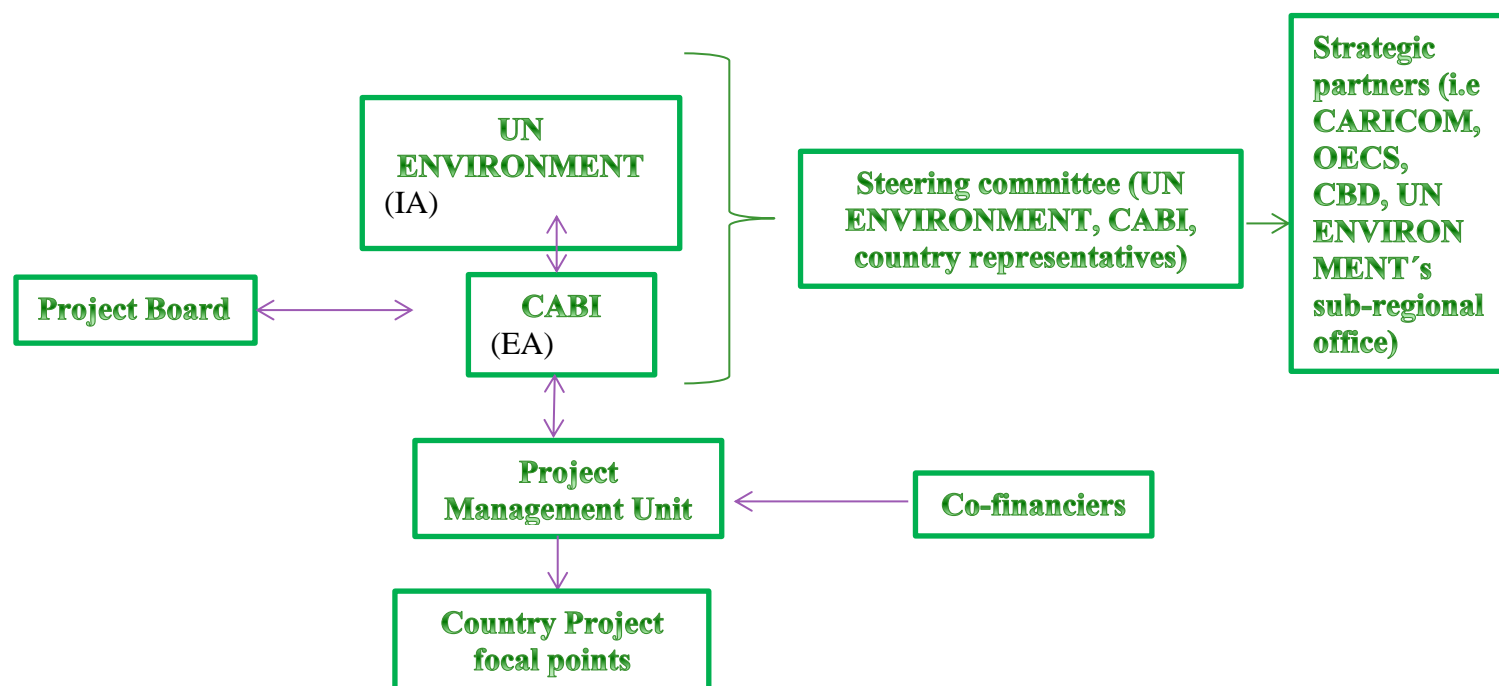 UN
ENVIRONMENT
(IA)
Project Board
CABI
(EA)
Project
Management Unit
Co-financiers
Country Project
focal points
Steering committee (UN
ENVIRONMENT, CABI,
country representatives)
Strategic
partners (i.e
CARICOM,
OECS,
CBD, UN
ENVIRON
MENT´s
sub-regional
office)